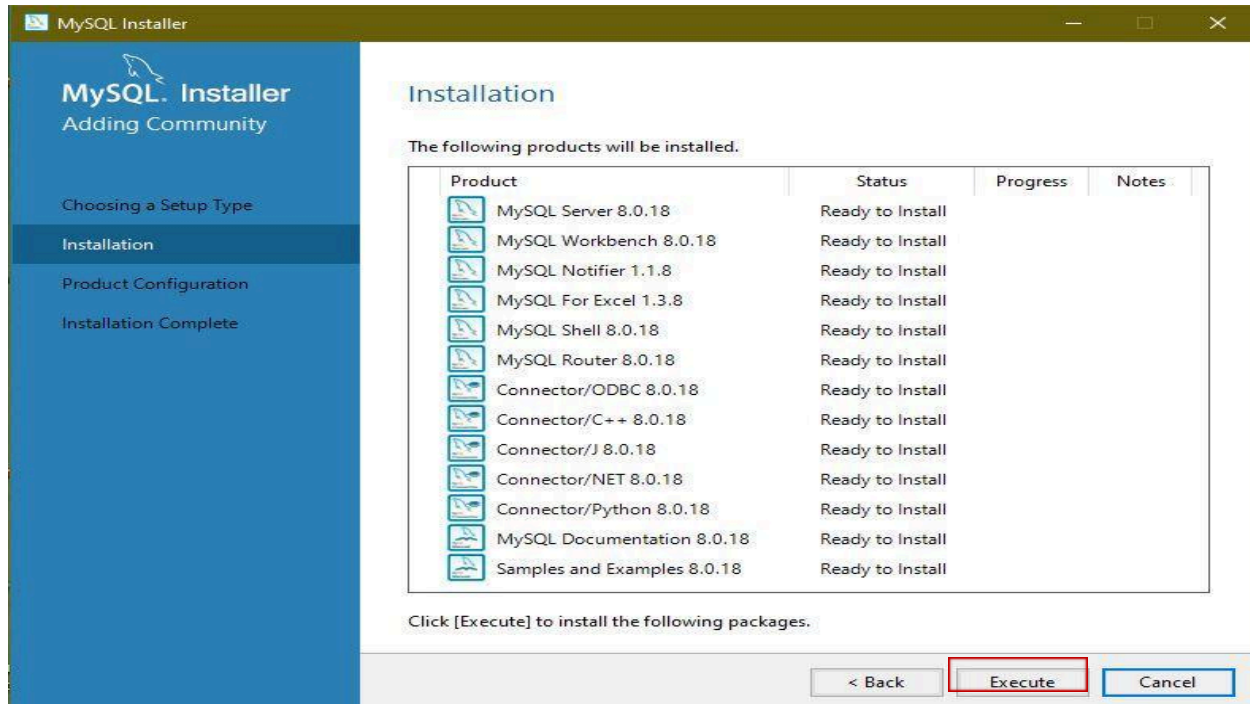 MySQL Installer
MySQL. Installer
Adding Community
Choosing a Setup Type
Installation
Product Configuration
Installation Complete
Installation
The following products will be installed.
Product Status Progress Notes
MySQL Server 8.0.18 Ready to Install
MySQL Workbench 8.0.18 Ready to Install
MySQL Notifier 1.1.8 Ready to Install
MySQL For Excel 1.3.8 Ready to Install
MySQL Shell 8.0.18 Ready to Install
MySQL Router 8.0.18 Ready to Install
Connector/ODBC 8.0.18 Ready to Install
Connector/C++ 8.0.18 Ready to Install
Connector/J 8.0.18 Ready to Install
Connector/NET 8.0.18 Ready to Install
Connector/Python 8.0.18 Ready to Install
MySQL Documentation 8.0.18 Ready to Install
Samples and Examples 8.0.18 Ready to Install
Click [Execute] to install the following packages.
< Back Execute Cancel